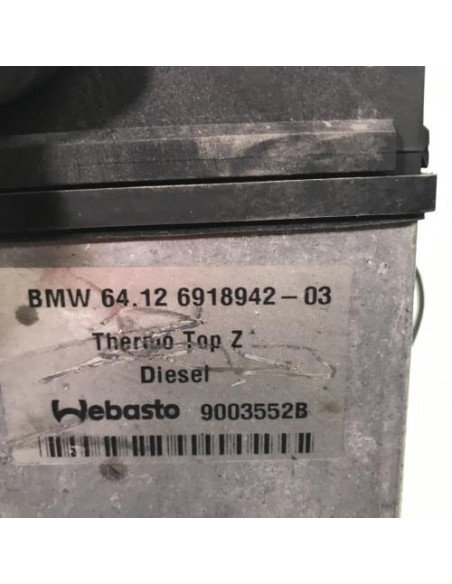 BMW 64.12 6918942-03
Thermo Top Z
Diesel
Webasto 9003552B